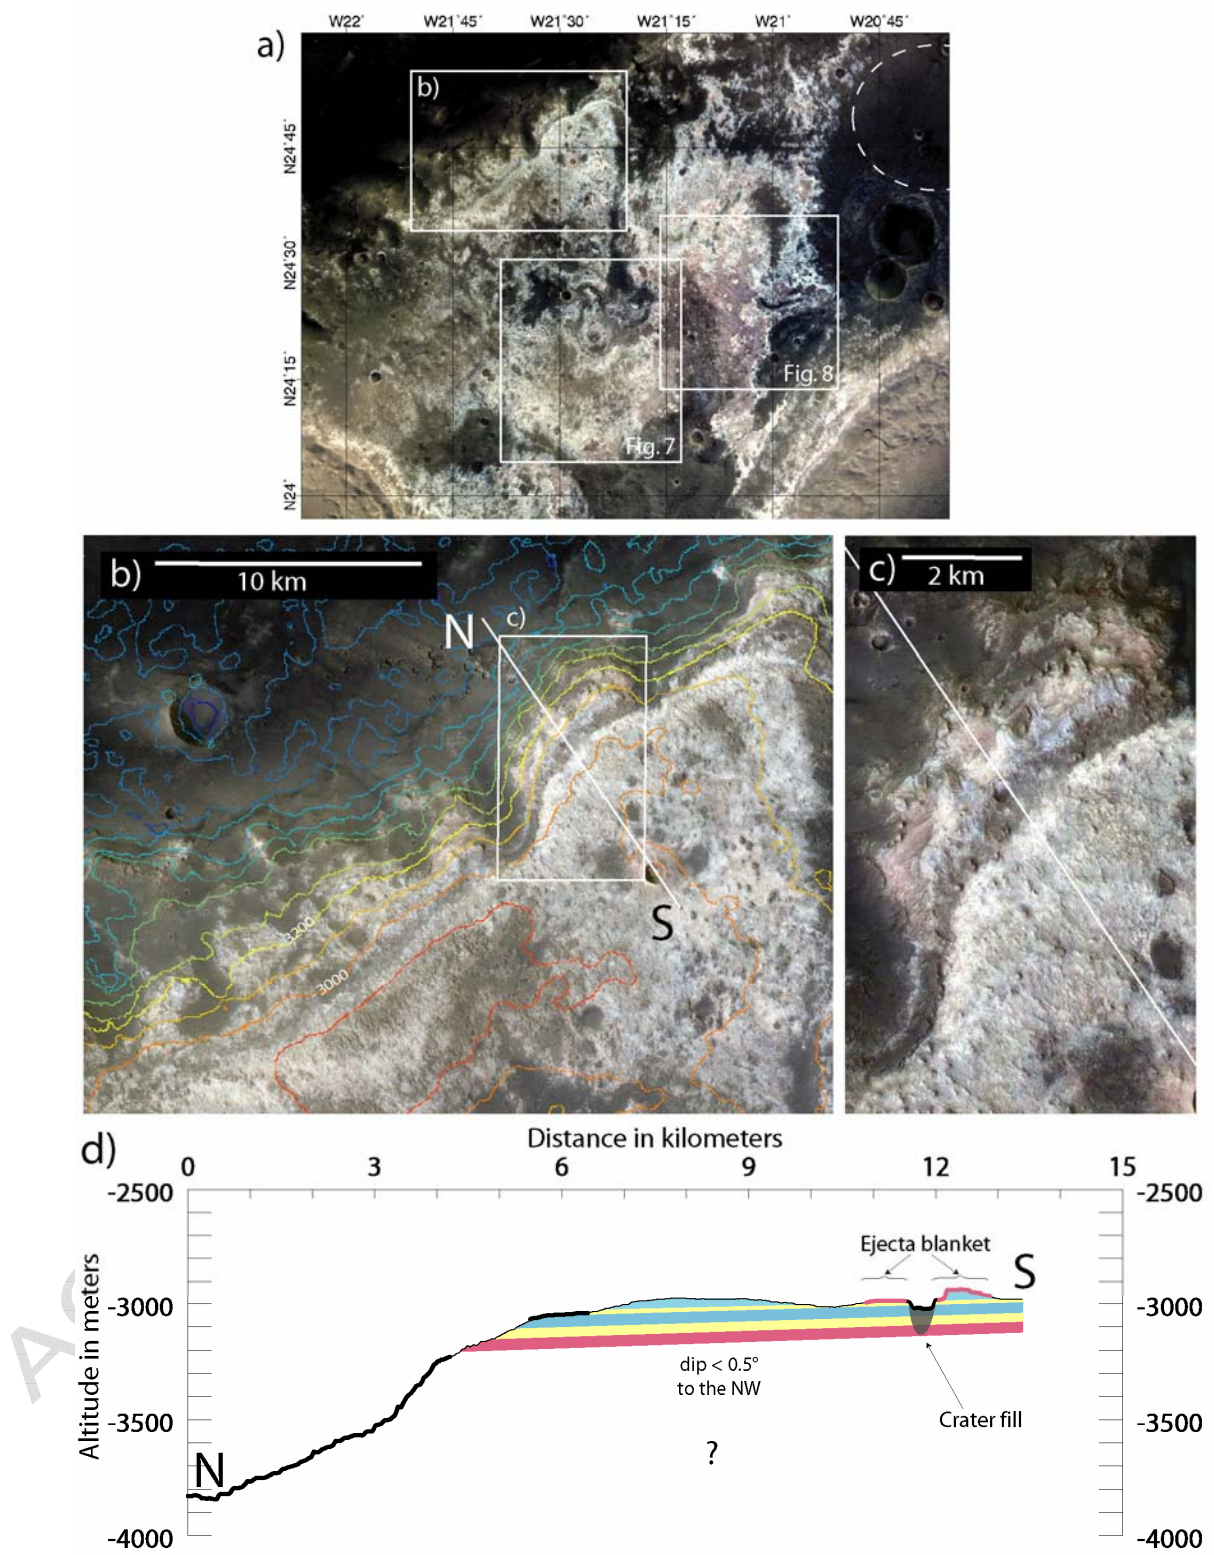 W22° W21°45' W21°30' W21°15' W21° W20°45'
a)
b)
N24°45'
N24°30'
N24°15'
N24°
Fig. 8
Fig. 7
b)
10 km
N
c)
S
-3200
-3000
c)
2 km
d)
Distance in kilometers
0 3 6 9 12 15
-2500 -2500
Ejecta blanket
S
-3000 -3000
dip < 0.5°
to the NW
-3500 -3500
Crater fill
?
N
-4000 -4000
Altitude in meters